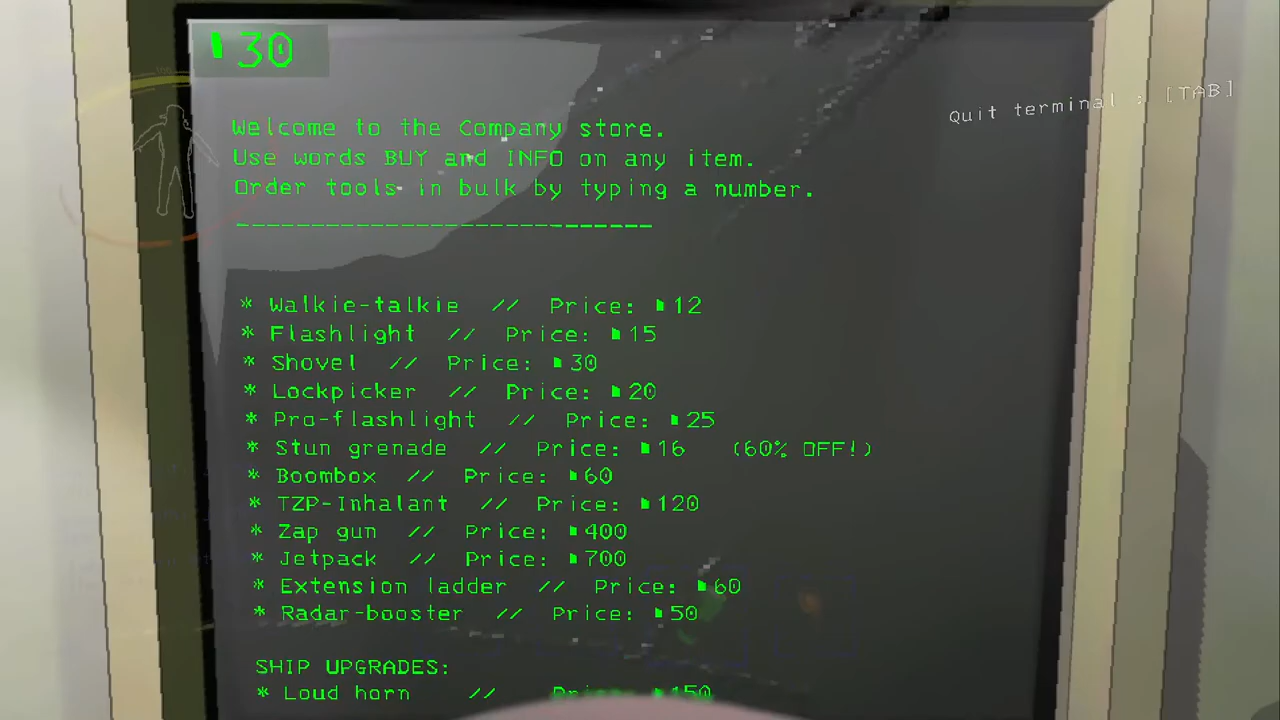 ▮30
Quit terminal : [TAB]
Welcome to the Company store.
Use words BUY and INFO on any item.
Order tools in bulk by typing a number.
----------------------------
* Walkie-talkie // Price: ▮12
* Flashlight // Price: ▮15
* Shovel // Price: ▮30
* Lockpicker // Price: ▮20
* Pro-flashlight // Price: ▮25
* Stun grenade // Price: ▮16 (60% OFF!)
* Boombox // Price: ▮60
* TZP-Inhalant // Price: ▮120
* Zap gun // Price: ▮400
* Jetpack // Price: ▮700
* Extension ladder // Price: ▮60
* Radar-booster // Price: ▮50
SHIP UPGRADES:
* Loud horn // Price: ▮150